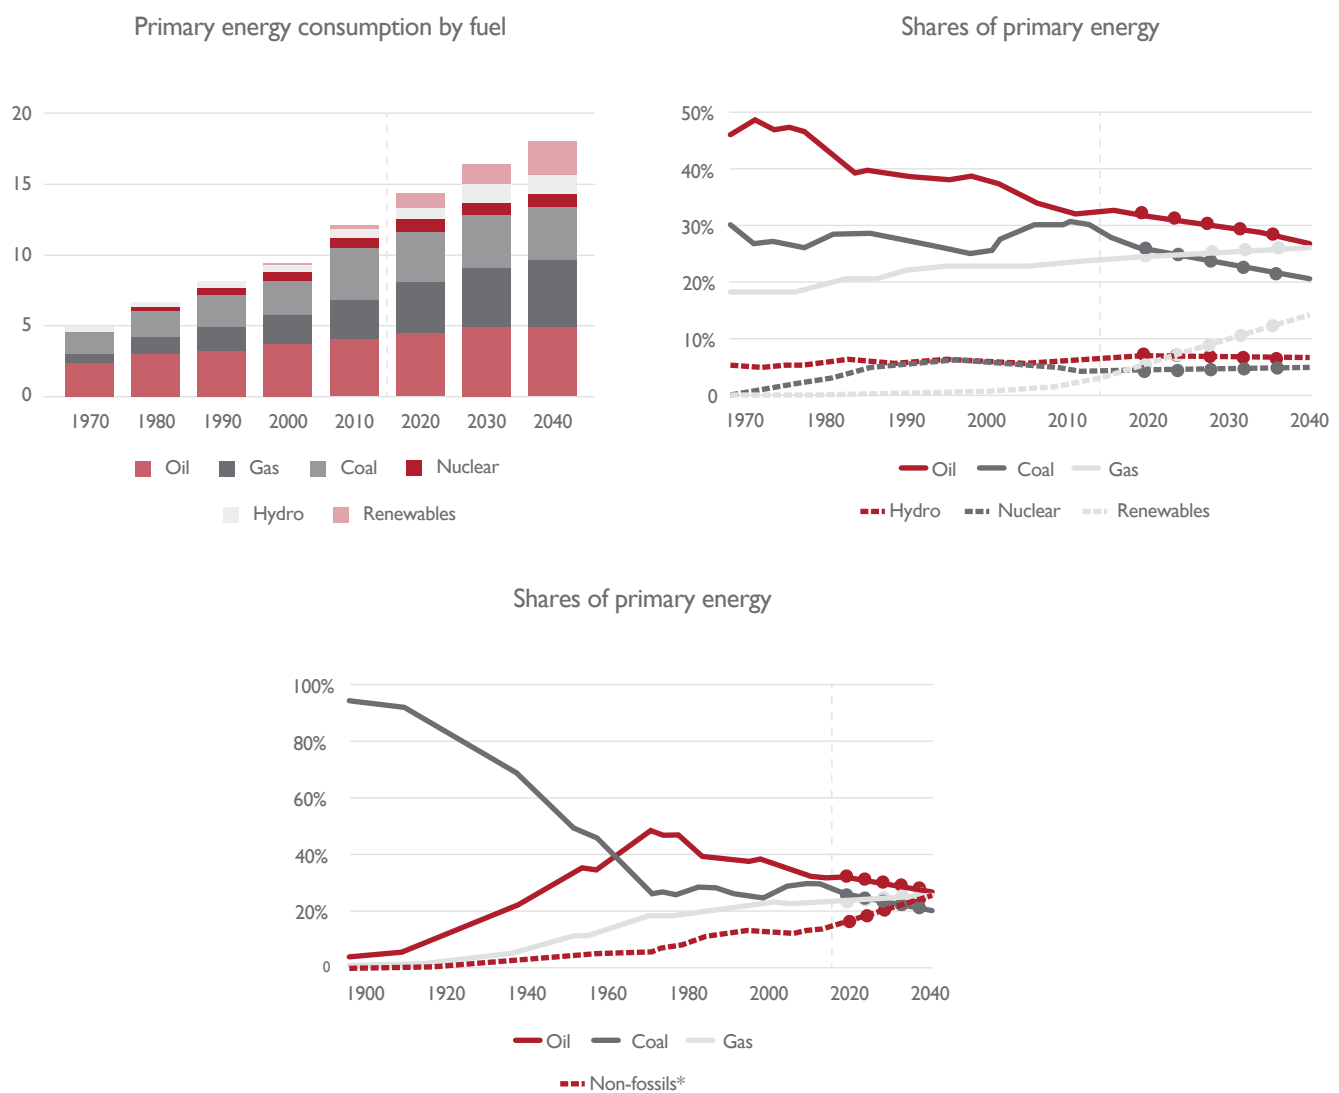 Primary energy consumption by fuel
20
15
10
5
0
1970 1980 1990 2000 2010 2020 2030 2040
Oil Gas Coal Nuclear
Hydro Renewables
Shares of primary energy
50%
40%
30%
20%
10%
0
1970 1980 1990 2000 2010 2020 2030 2040
Oil Coal Gas
Hydro Nuclear Renewables
Shares of primary energy
100%
80%
60%
40%
20%
0
1900 1920 1940 1960 1980 2000 2020 2040
Oil Coal Gas
Non-fossils*